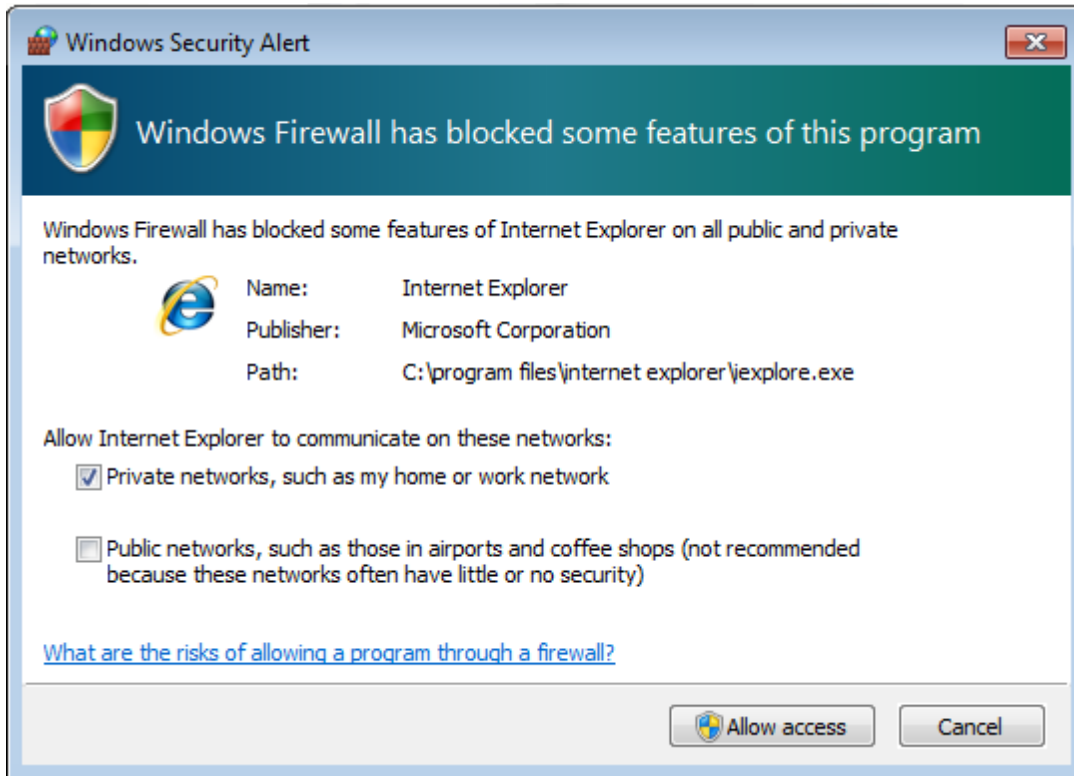 Windows Security Alert
Windows Firewall has blocked some features of this program
Windows Firewall has blocked some features of Internet Explorer on all public and private
networks.
Name: Internet Explorer
Publisher: Microsoft Corporation
Path: C:\program files\internet explorer\iexplore.exe
Allow Internet Explorer to communicate on these networks:
Private networks, such as my home or work network
Public networks, such as those in airports and coffee shops (not recommended
because these networks often have little or no security)
What are the risks of allowing a program through a firewall?
Allow access Cancel